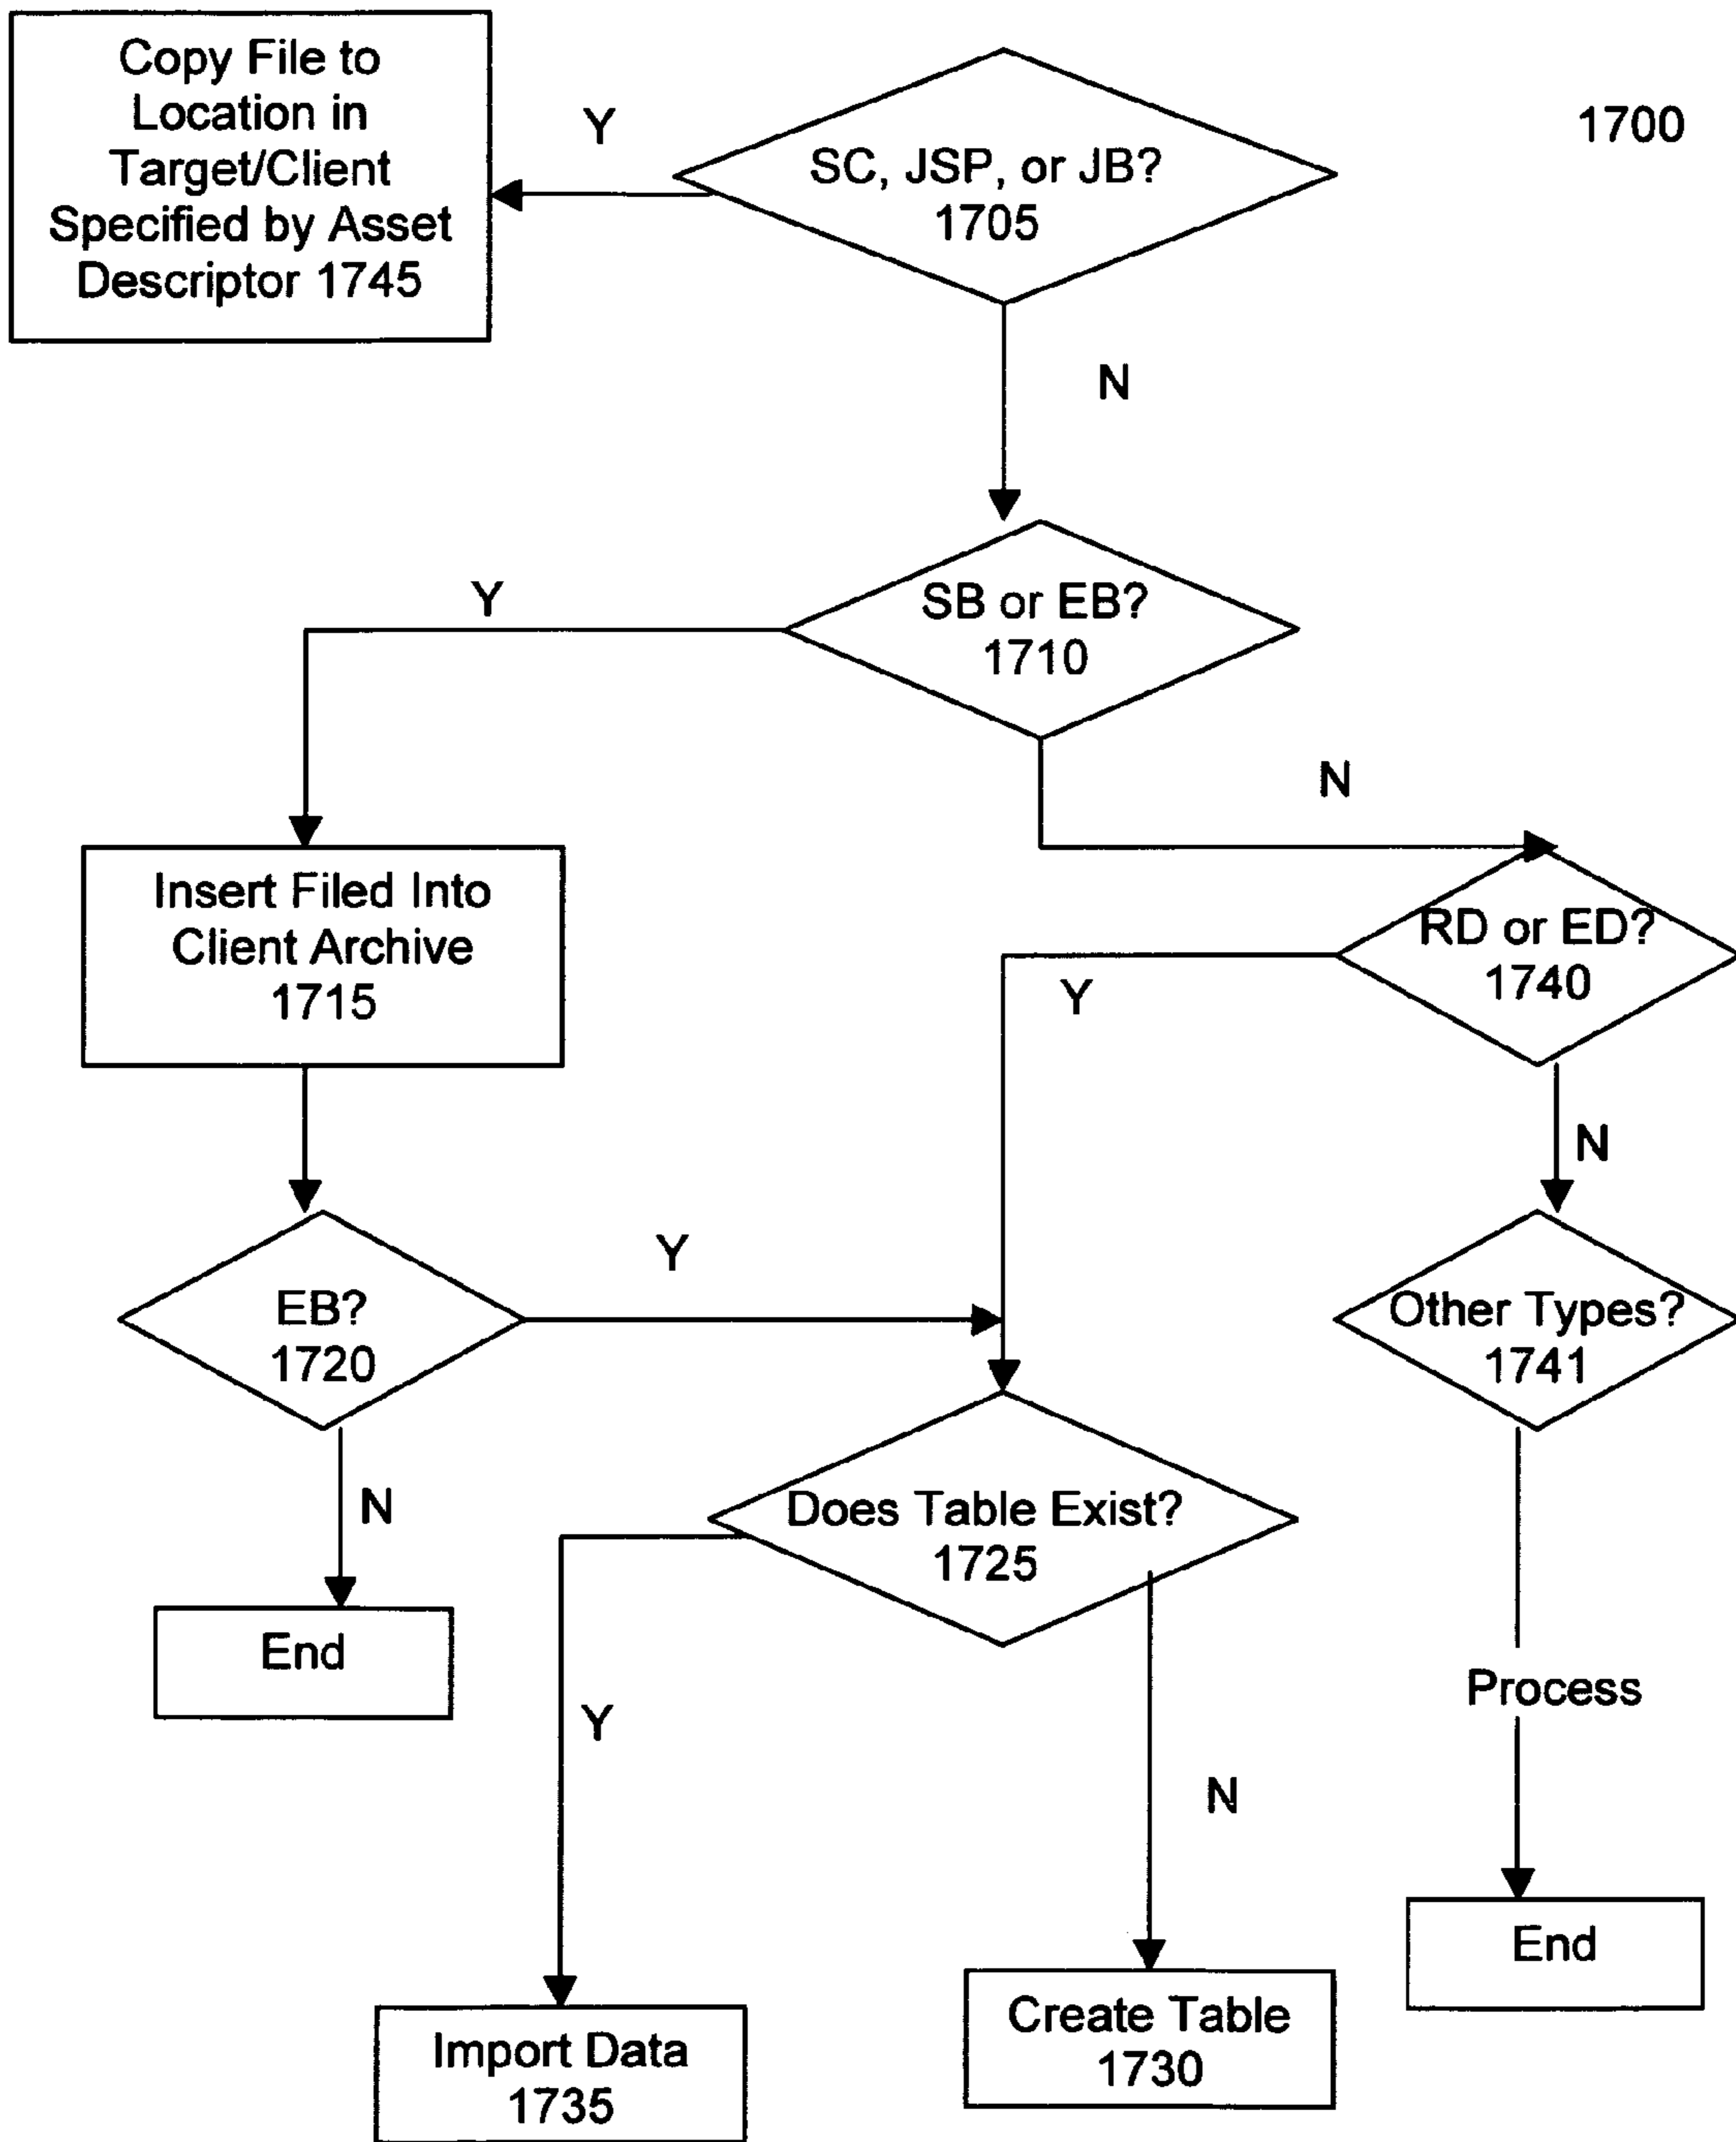 Copy File to
Location in
Target/Client
Specified by Asset
Descriptor 1745
Y
SC, JSP, or JB?
1705
1700
N
SB or EB?
1710
Y
N
Insert Filed Into
Client Archive
1715
RD or ED?
1740
Y
N
EB?
1720
Y
Other Types?
1741
N
Does Table Exist?
1725
End
Y
N
Process
End
Import Data
1735
Create Table
1730